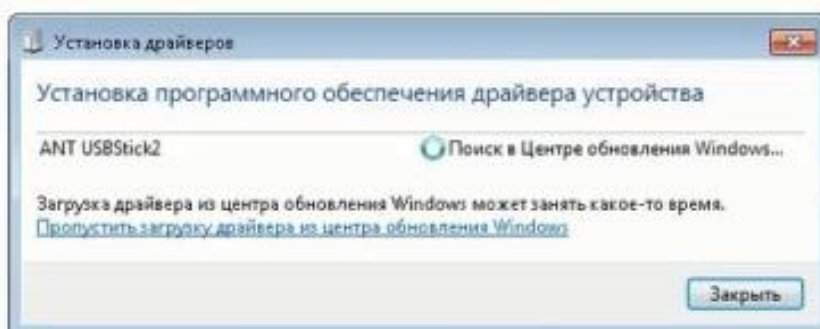 Установка драйверов
Установка программного обеспечения драйвера устройства
ANT USBStick2 Поиск в Центре обновления Windows...
Загрузка драйвера из центра обновления Windows может занять какое-то время.
Пропустить загрузку драйвера из центра обновления Windows
Закрыть